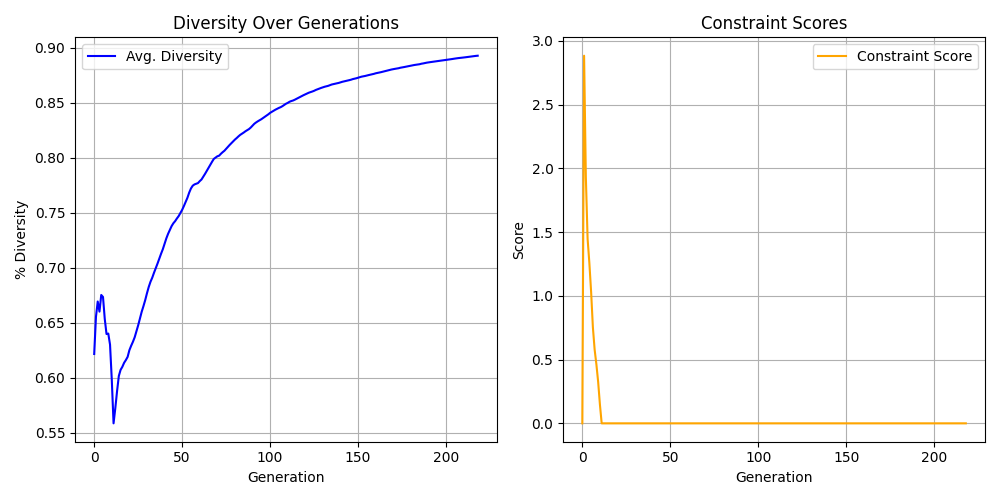 Diversity Over Generations
Avg. Diversity
0.90
0.85
0.80
0.75
0.70
0.65
0.60
0.55
% Diversity
0 50 100 150 200
Generation
Constraint Scores
Constraint Score
3.0
2.5
2.0
1.5
1.0
0.5
0.0
Score
0 50 100 150 200
Generation